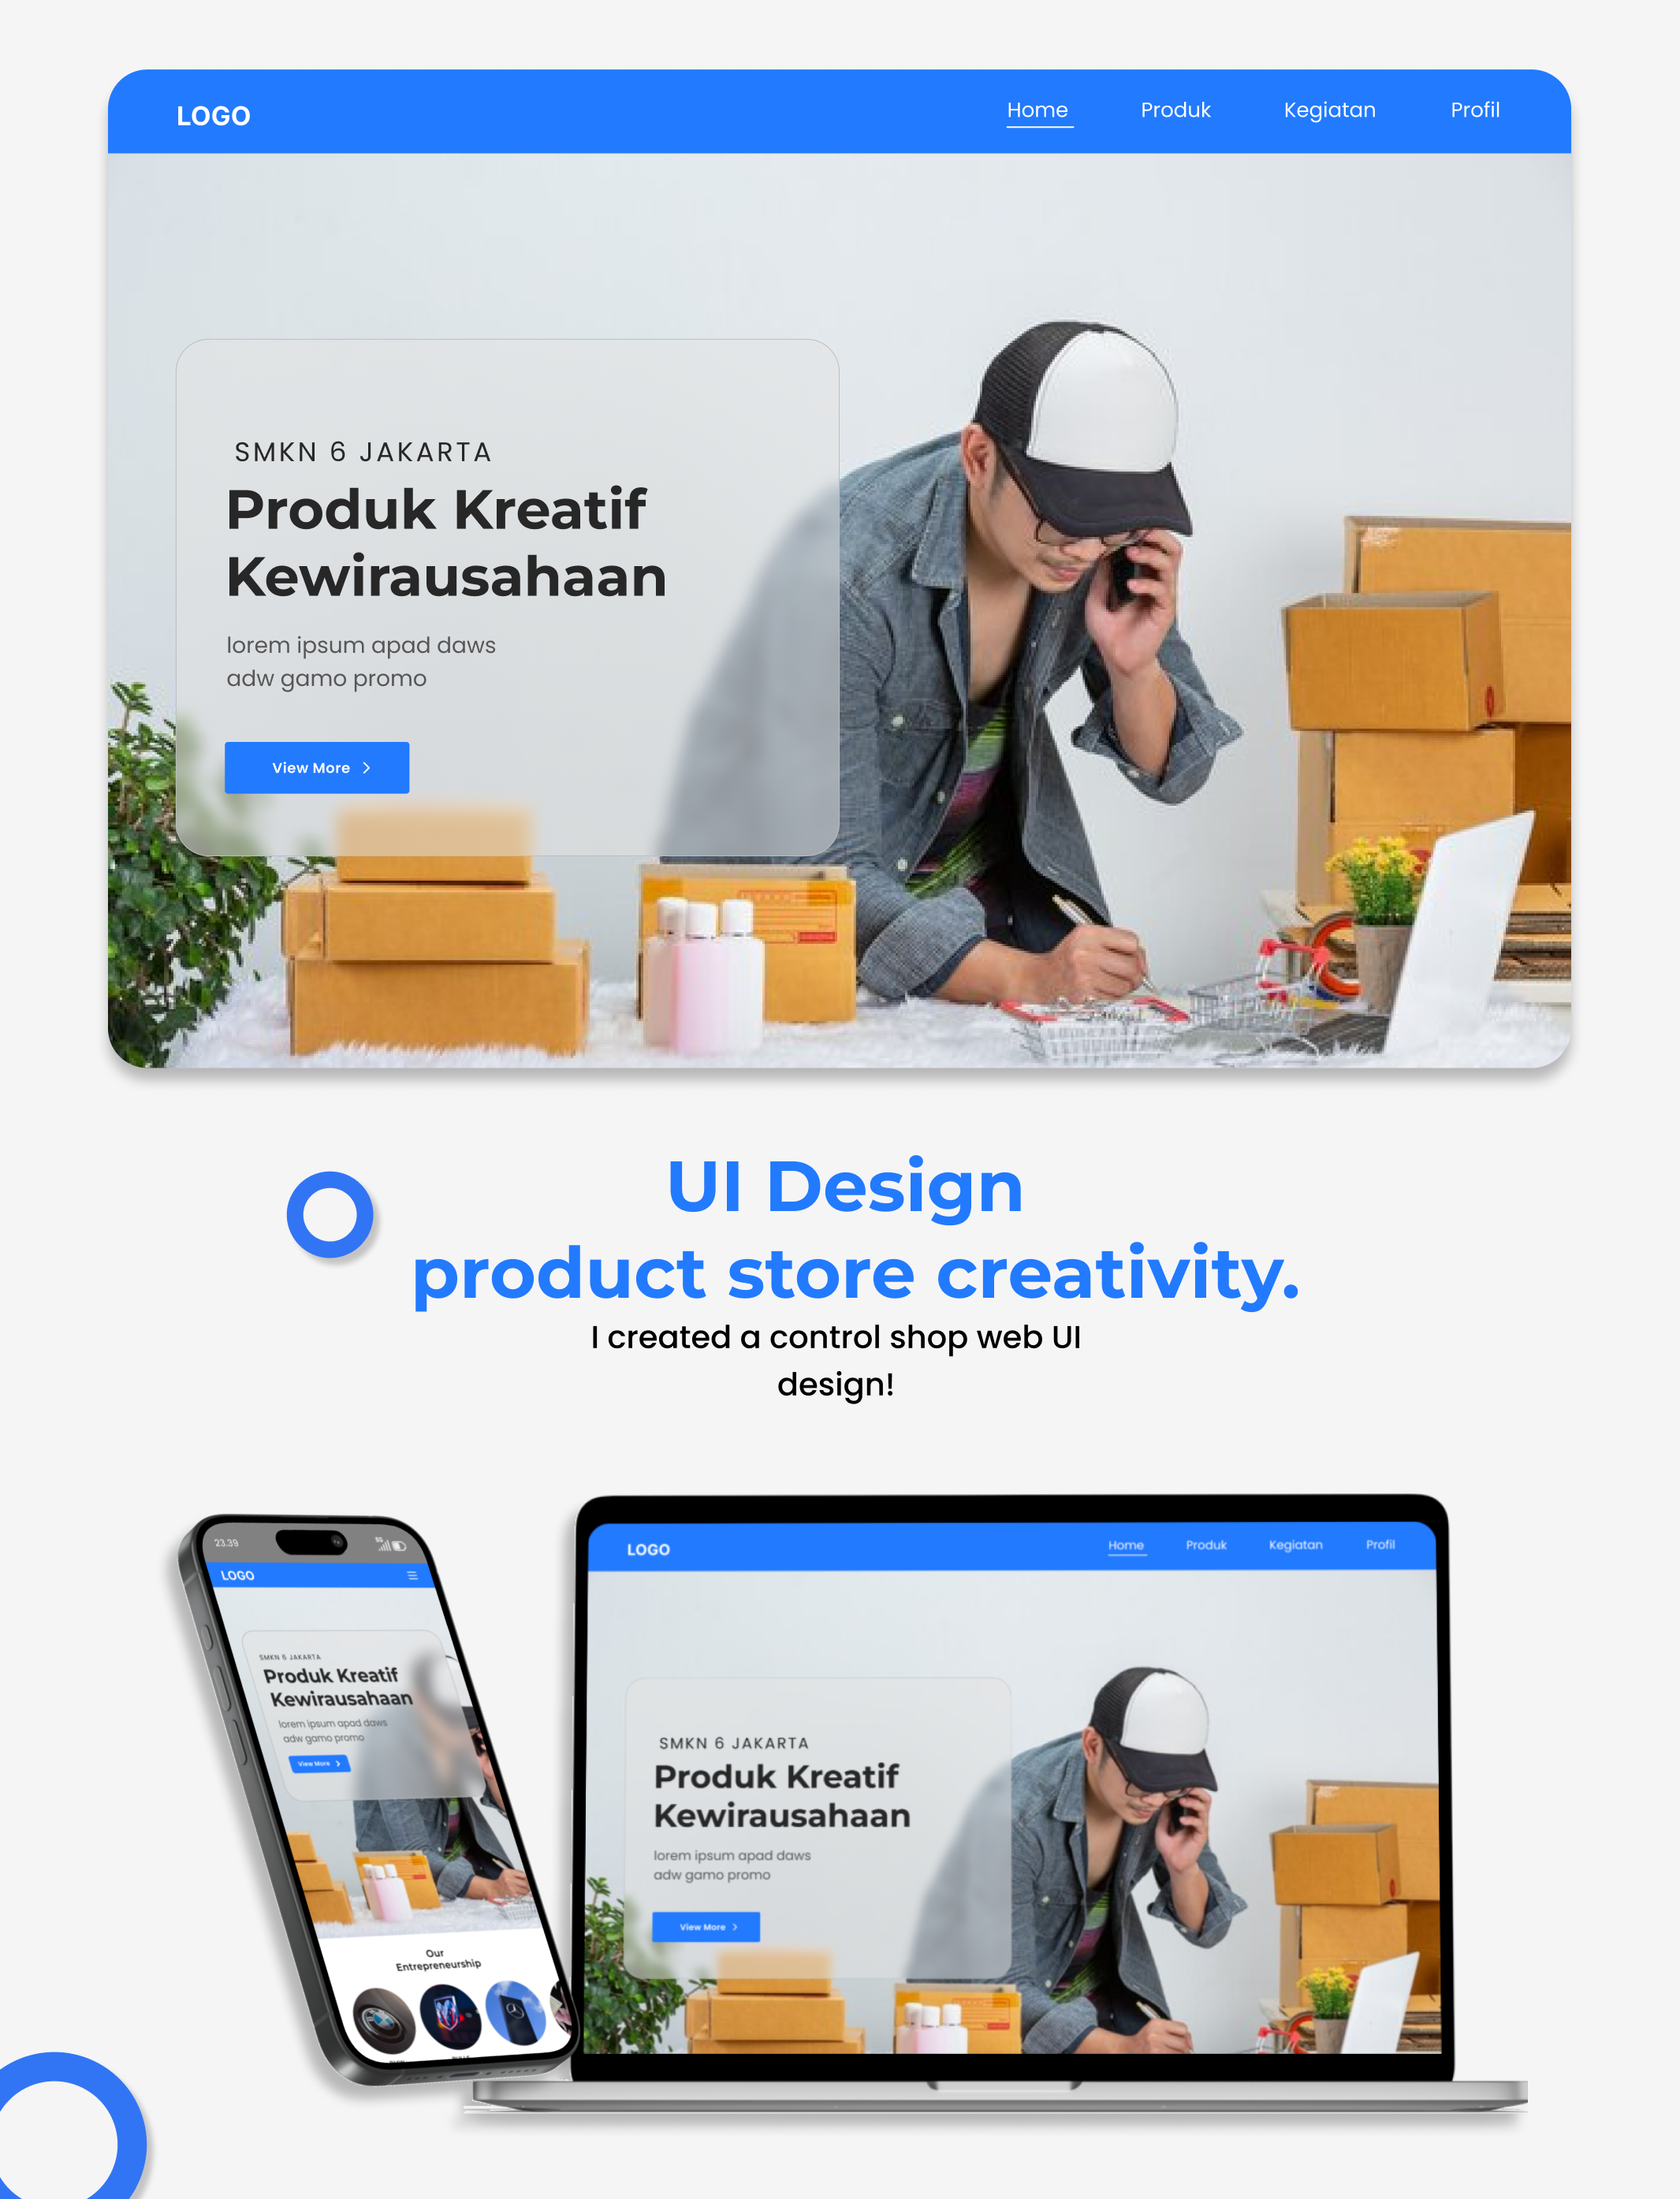 LOGO
Home Produk Kegiatan Profil
SMKN 6 JAKARTA
Produk Kreatif
Kewirausahaan
lorem ipsum apad daws
adw gamo promo
View More
UI Design
product store creativity.
I created a control shop web UI
design!
23.39
LOGO
SMKN 6 JAKARTA
Produk Kreatif
Kewirausahaan
lorem ipsum apad daws
adw gamo promo
View More
Our
Entrepreneurship
LOGO
Home Produk Kegiatan Profil
SMKN 6 JAKARTA
Produk Kreatif
Kewirausahaan
lorem ipsum apad daws
adw gamo promo
View More